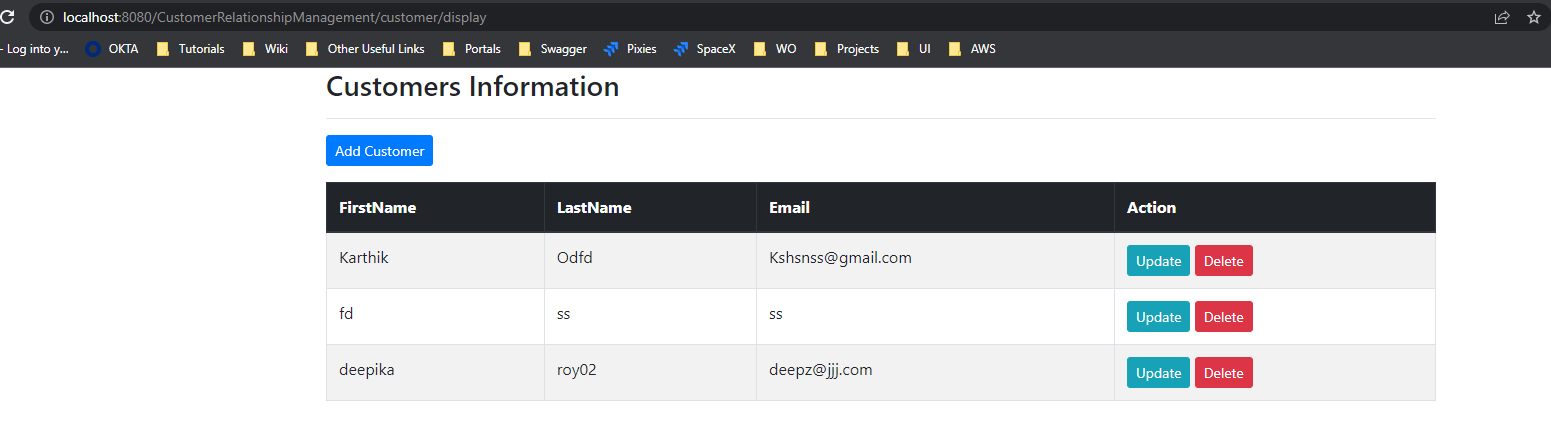 localhost:8080/CustomerRelationshipManagement/customer/display
- Log into y... OKTA Tutorials Wiki Other Useful Links Portals Swagger Pixies SpaceX WO Projects UI AWS
Customers Information
Add Customer
FirstName LastName Email Action
Karthik Odfd Kshsnss@gmail.com Update Delete
fd ss ss Update Delete
deepika roy02 deepz@jjj.com Update Delete